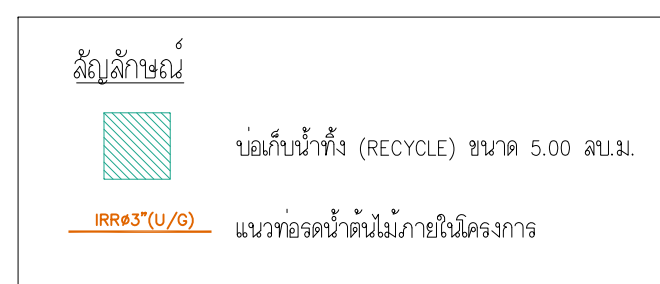 สัญลักษณ์
บ่อเก็บน้ำทิ้ง (RECYCLE) ขนาด 5.00 ลบ.ม.
IRRø3"(U/G) แนวท่อรดน้ำต้นไม้ภายในโครงการ